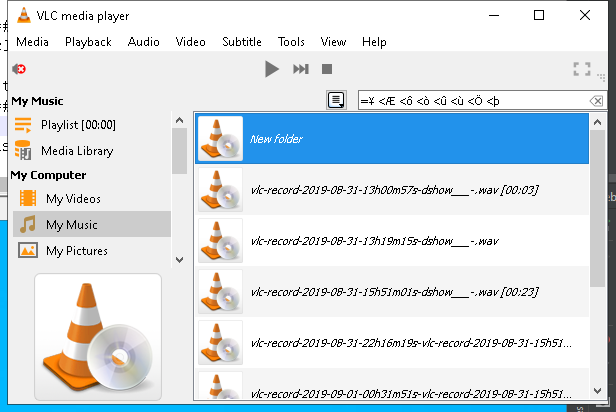 VLC media player
Media Playback Audio Video Subtitle Tools View Help
My Music
=¥ <Æ <ô <ò <û <ù <Ö <þ
Playlist [00:00]
Media Library
My Computer
My Videos
My Music
My Pictures
New folder
vlc-record-2019-08-31-13h00m57s-dshow___-.wav [00:03]
vlc-record-2019-08-31-13h19m15s-dshow___-.wav
vlc-record-2019-08-31-15h51m01s-dshow___-.wav [00:23]
vlc-record-2019-08-31-22h16m19s-vlc-record-2019-08-31-15h51...
vlc-record-2019-09-01-00h31m51s-vlc-record-2019-08-31-15h51...